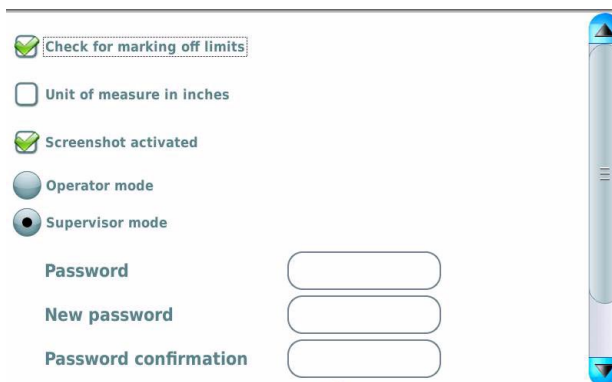 Check for marking off limits
Unit of measure in inches
Screenshot activated
Operator mode
Supervisor mode
Password
New password
Password confirmation